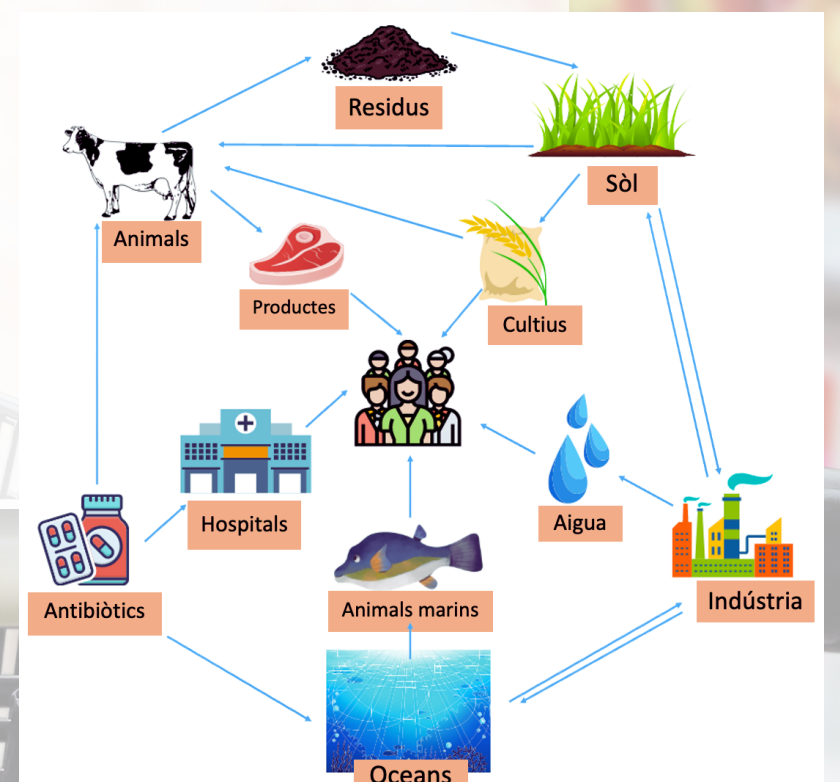 Residus
Sòl
Animals
Productes
Cultius
Hospitals
Aigua
Antibiòtics
Animals marins
Indústria
Oceans